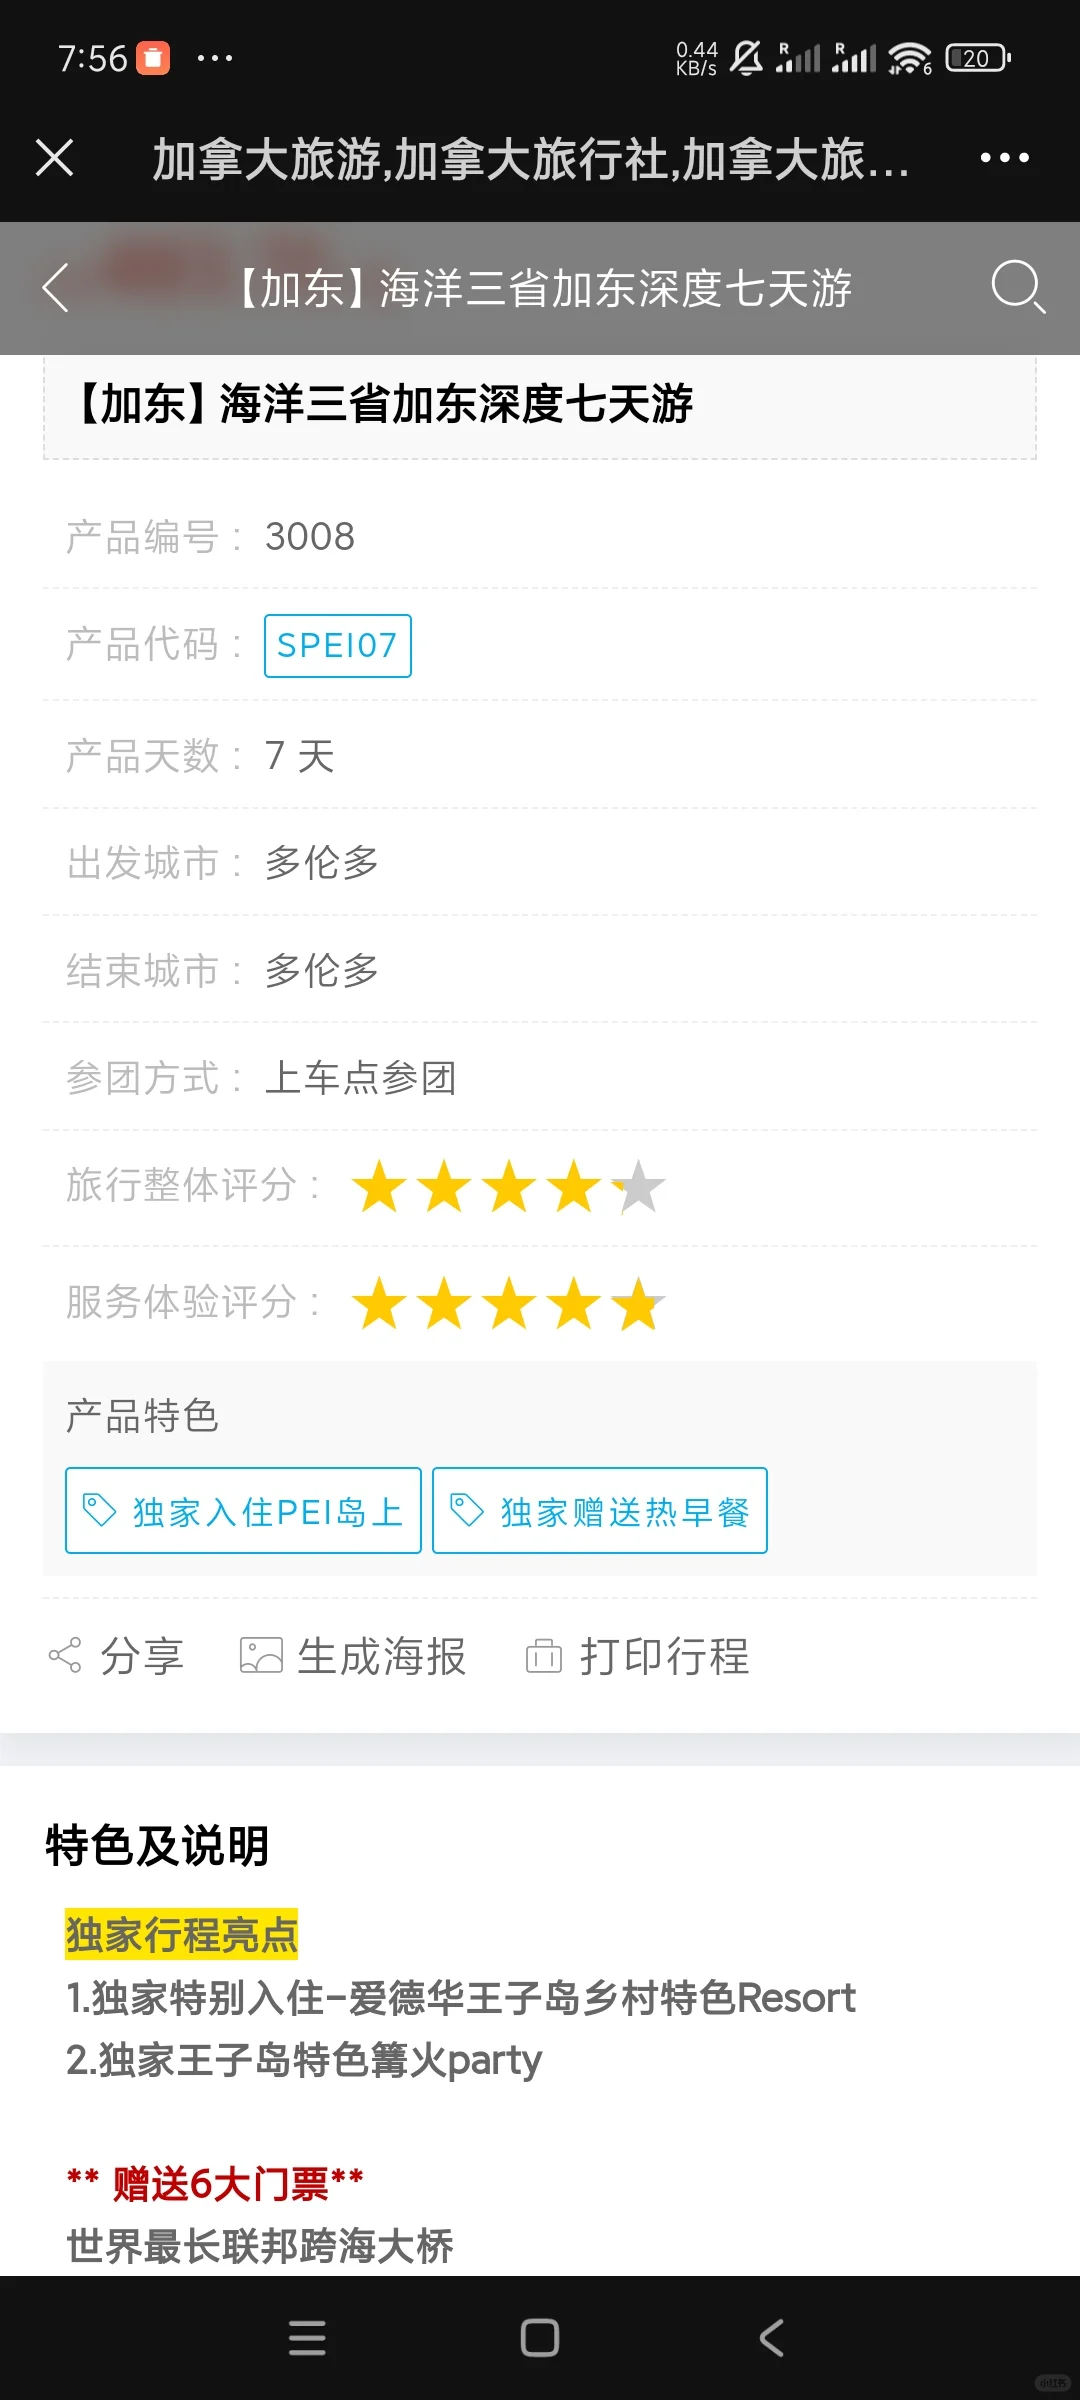 7:56
0.44
KB/s
R
R
6
20
加拿大旅游,加拿大旅行社,加拿大旅...
【加东】海洋三省加东深度七天游
【加东】海洋三省加东深度七天游
产品编号： 3008
产品代码： SPEI07
产品天数： 7 天
出发城市： 多伦多
结束城市： 多伦多
参团方式： 上车点参团
旅行整体评分：
服务体验评分：
产品特色
独家入住PEI岛上
独家赠送热早餐
分享
生成海报
打印行程
特色及说明
独家行程亮点
1.独家特别入住-爱德华王子岛乡村特色Resort
2.独家王子岛特色篝火party
** 赠送6大门票**
世界最长联邦跨海大桥
小红书